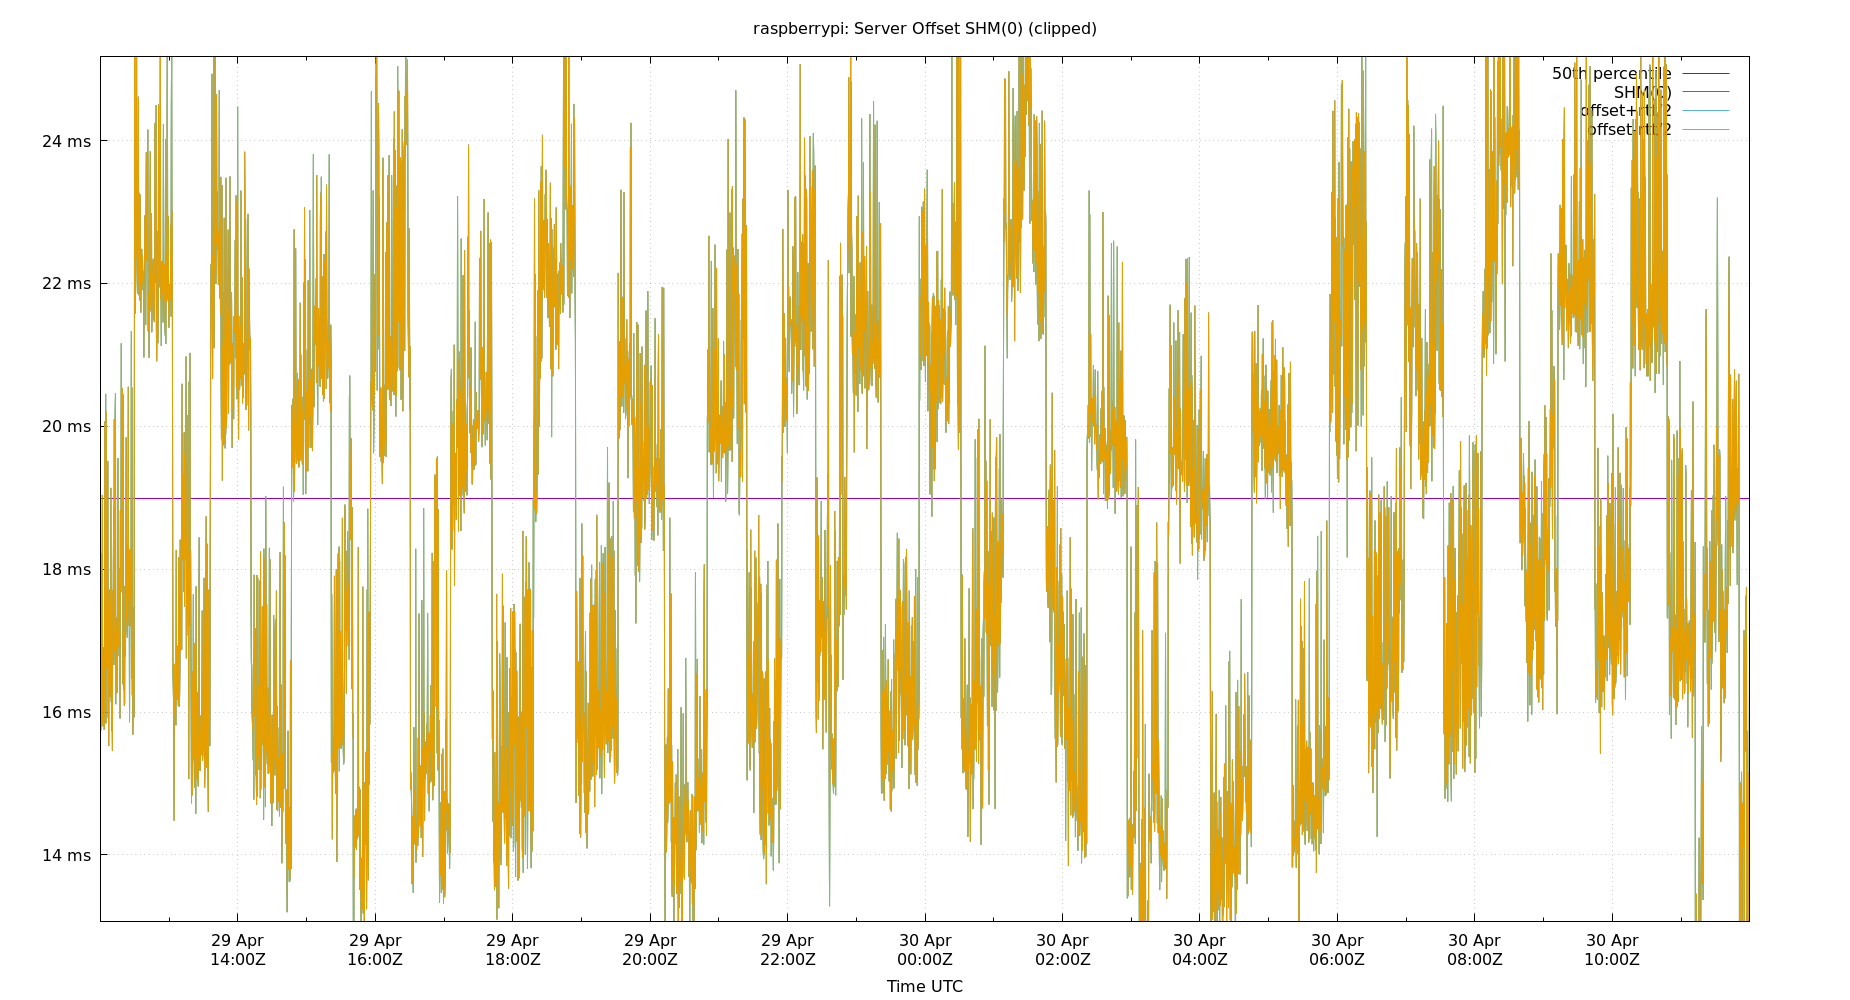 raspberrypi: Server Offset SHM(0) (clipped)
50th percentile
SHM(0)
offset+rtt/2
offset-rtt/2
24 ms
22 ms
20 ms
18 ms
16 ms
14 ms
29 Apr 29 Apr 29 Apr 29 Apr 29 Apr 30 Apr 30 Apr 30 Apr 30 Apr 30 Apr 30 Apr
14:00Z 16:00Z 18:00Z 20:00Z 22:00Z 00:00Z 02:00Z 04:00Z 06:00Z 08:00Z 10:00Z
Time UTC